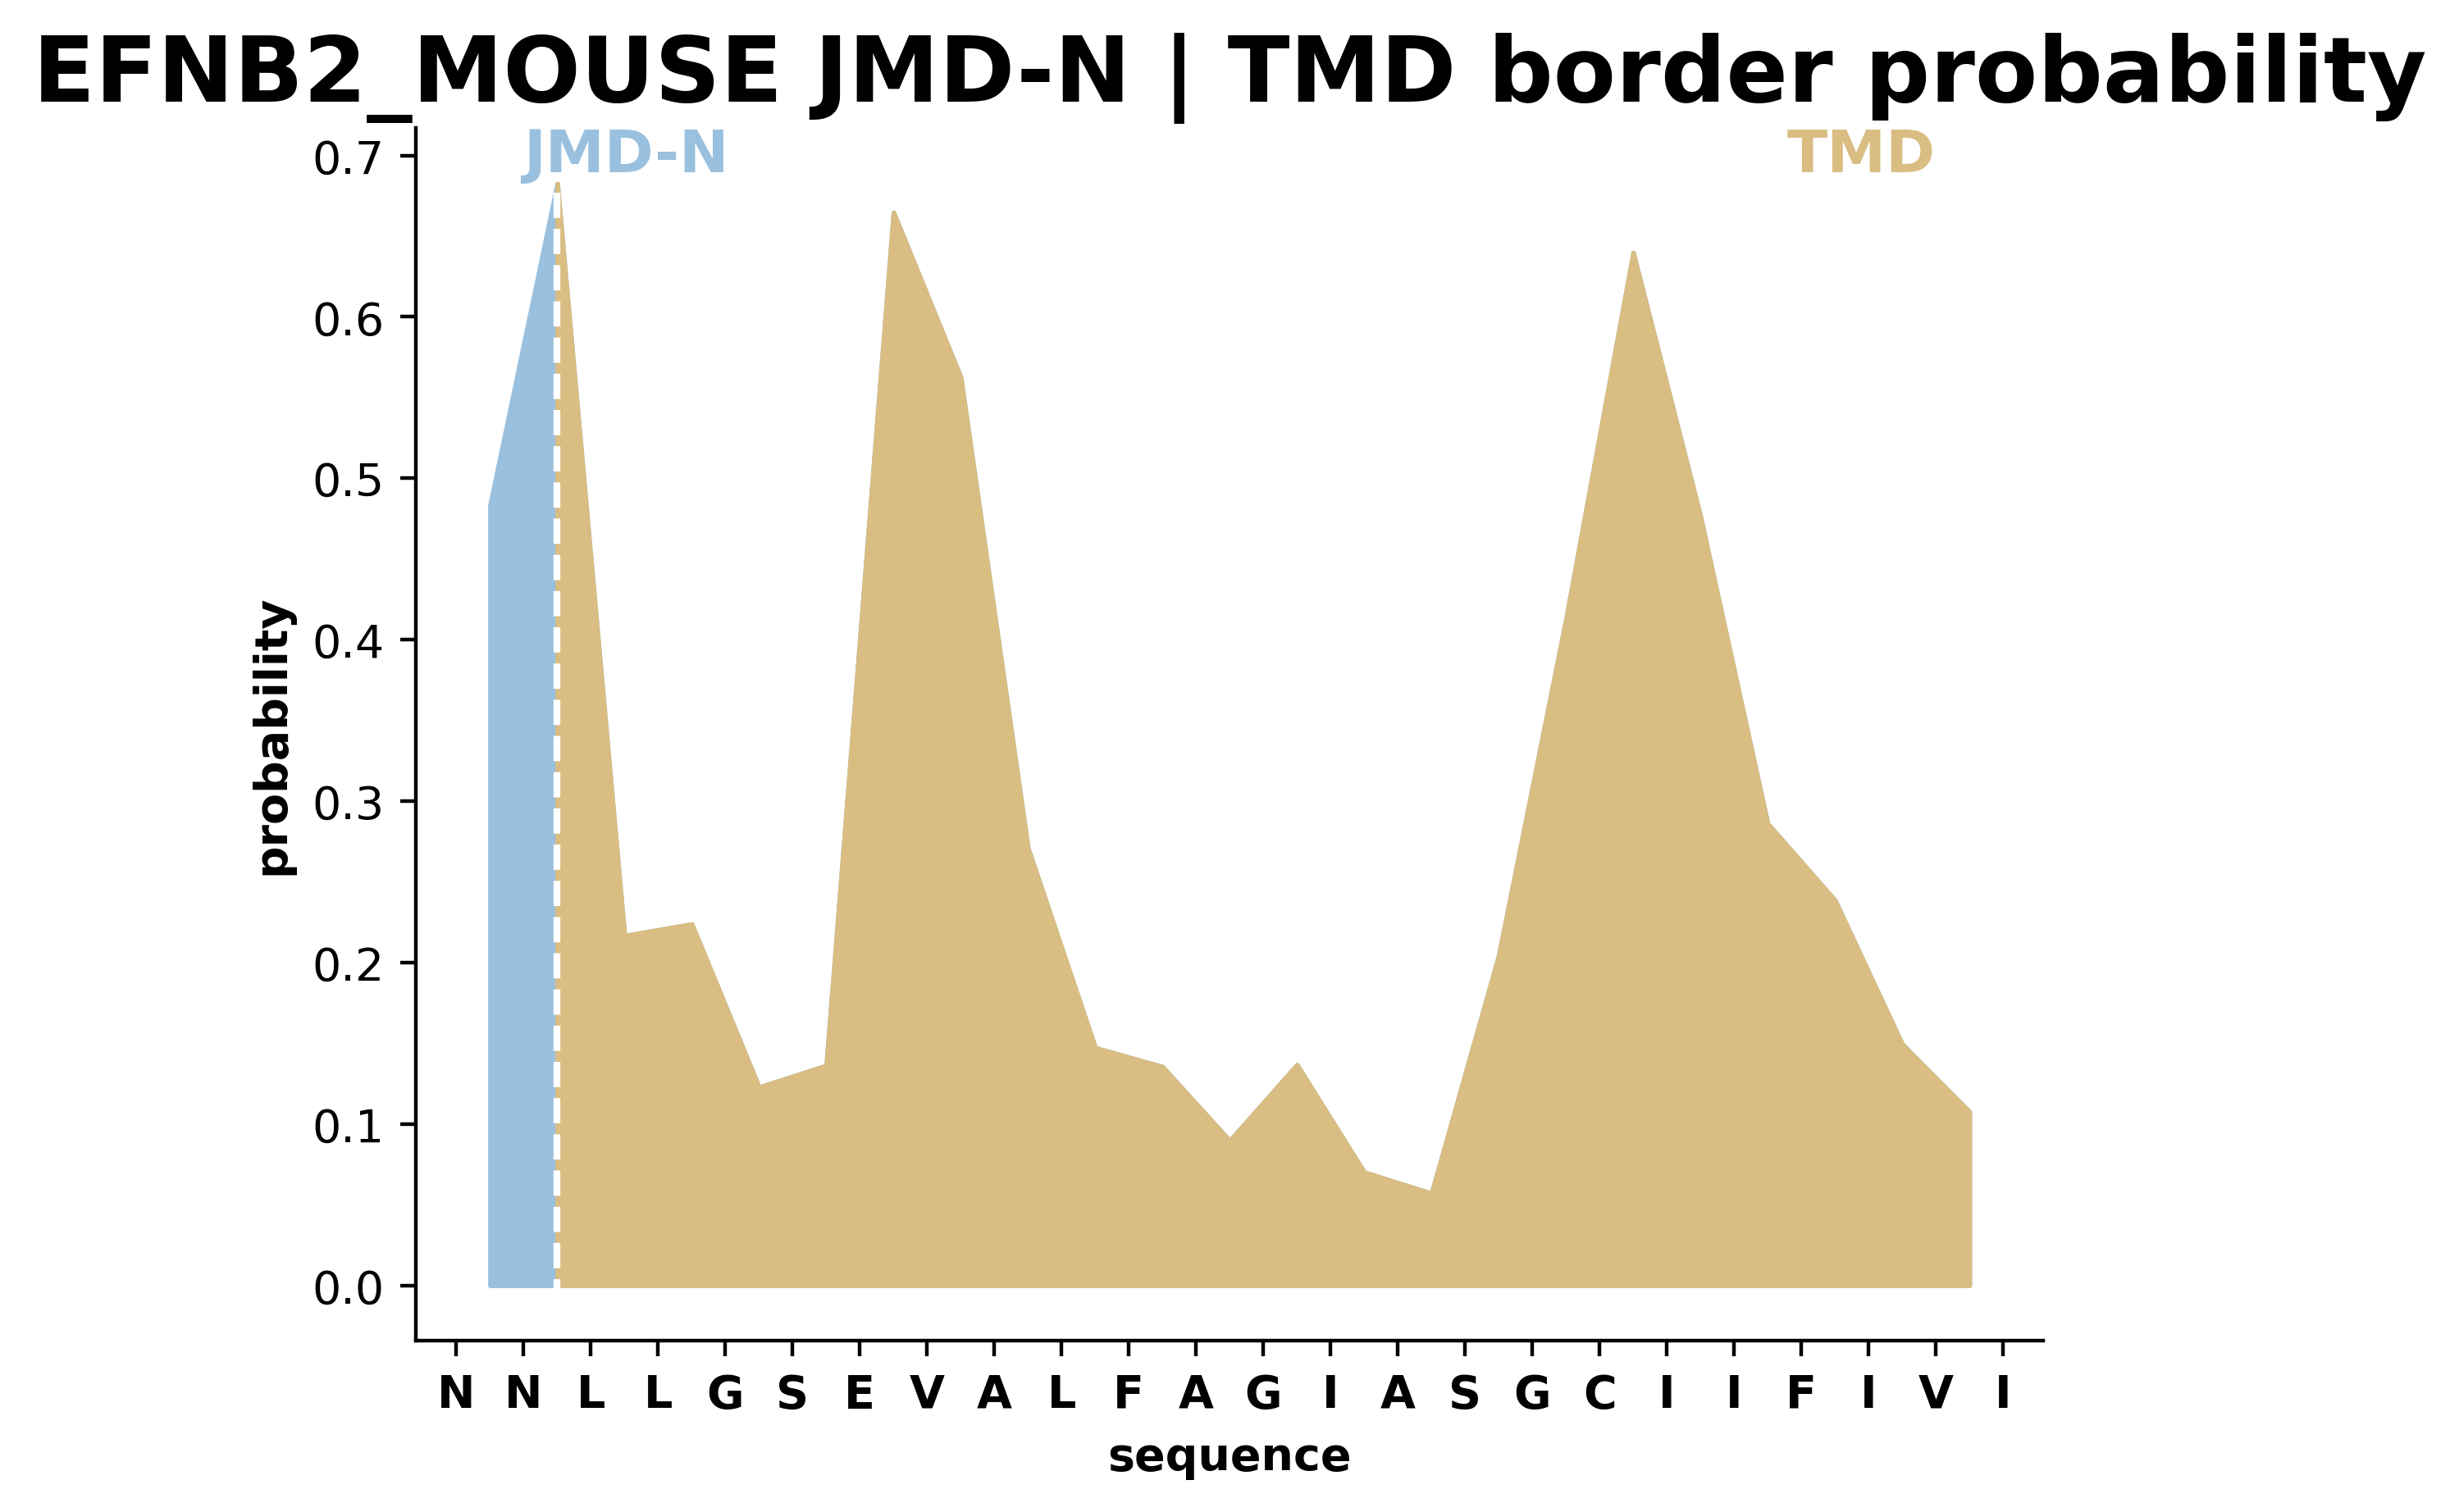 EFNB2_MOUSE JMD-N | TMD border probability
JMD-N
TMD
0.7
0.6
0.5
0.4
0.3
0.2
0.1
0.0
probability
N N L L G S E V A L F A G I A S G C I I F I V I
sequence